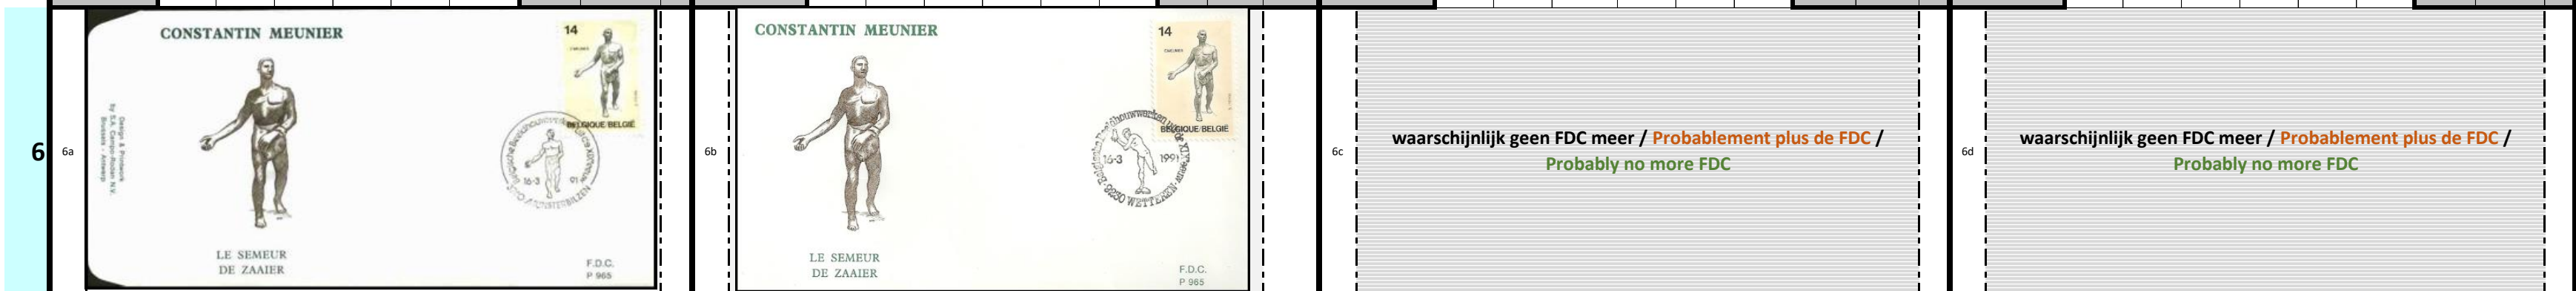 6
6a
CONSTANTIN MEUNIER
14
BELGIQUE/BELGIË
Design & Printwork
S.A. Campo-Roden N.V.
Brussels - Antwerp
16-3
91
LE SEMEUR
DE ZAAIER
F.D.C.
P 965
6b
CONSTANTIN MEUNIER
14
BELGIQUE/BELGIË
16-3
1991
9230 WETTEREN
LE SEMEUR
DE ZAAIER
F.D.C.
P 965
6c
waarschijnlijk geen FDC meer / Probablement plus de FDC /
Probably no more FDC
6d
waarschijnlijk geen FDC meer / Probablement plus de FDC /
Probably no more FDC